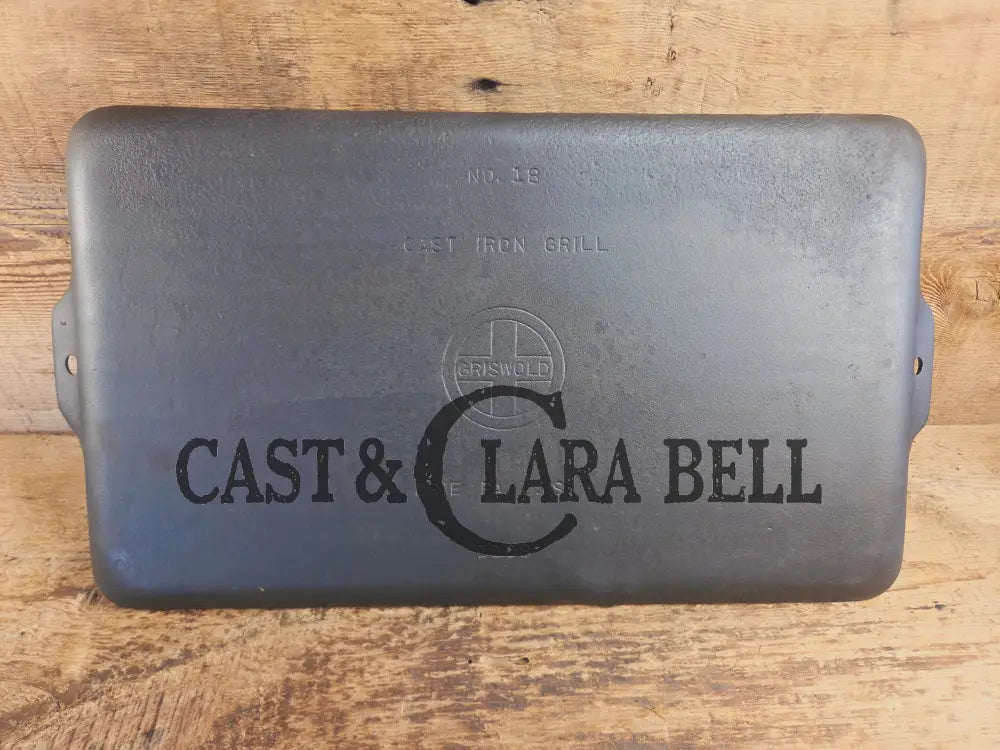 NO. 18
CAST IRON GRILL
GRISWOLD
CAST & CLARA BELL